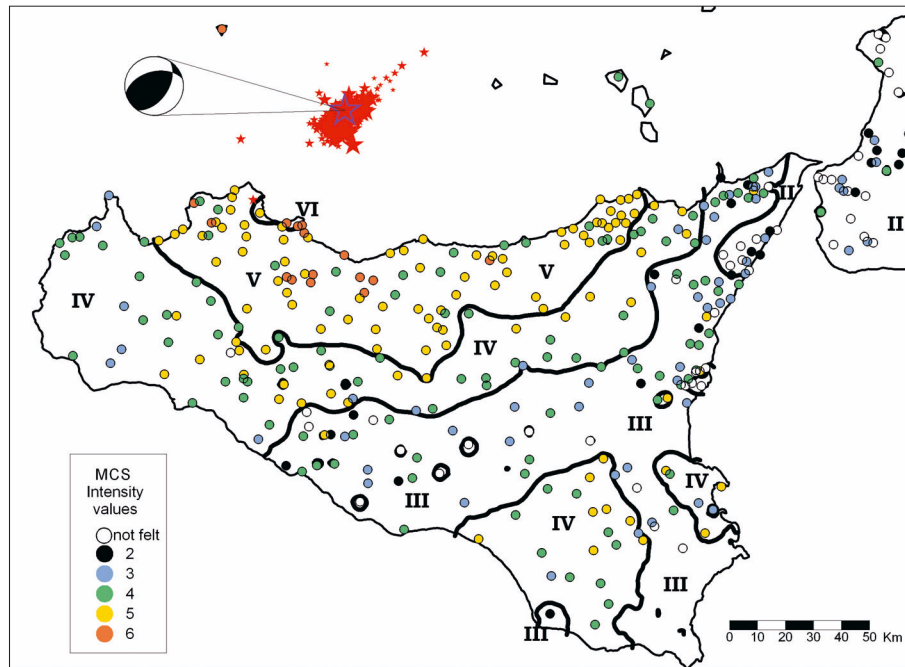 II
VI
II
V
V
IV
IV
III
IV
III
IV
III
III
MCS
Intensity
values
not felt
2
3
4
5
6
0 10 20 30 40 50 Km